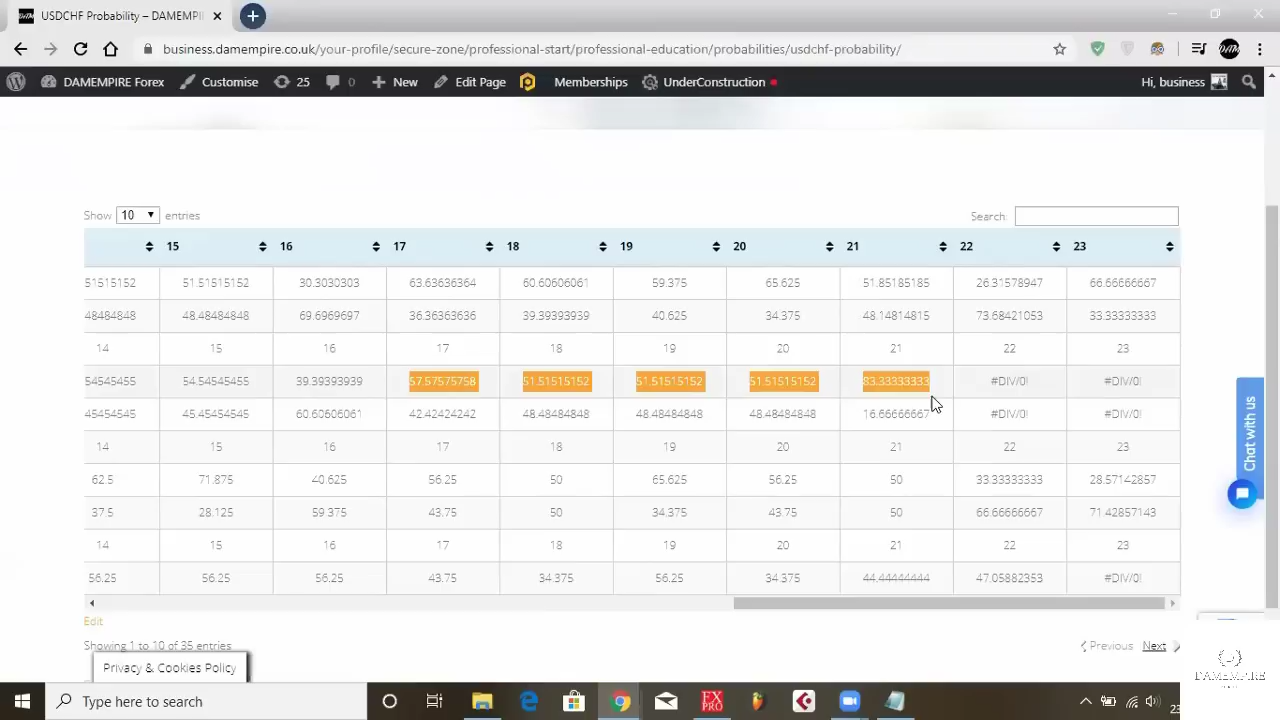 USDCHF Probability – DAMEMPI
business.damempire.co.uk/your-profile/secure-zone/professional-start/professional-education/probabilities/usdchf-probability/
DAMEMPIRE Forex Customise 25 0 New Edit Page Memberships UnderConstruction Hi, business
Show 10 entries Search:
15 16 17 18 19 20 21 22 23
51515152 51.51515152 30.3030303 63.63636364 60.60606061 59.375 65.625 51.85185185 26.31578947 66.66666667
48484848 48.48484848 69.6969697 36.36363636 39.39393939 40.625 34.375 48.14814815 73.68421053 33.33333333
14 15 16 17 18 19 20 21 22 23
54545455 54.54545455 39.39393939 57.57575758 51.51515152 51.51515152 51.51515152 83.33333333 #DIV/0! #DIV/0!
45454545 45.45454545 60.60606061 42.42424242 48.48484848 48.48484848 48.48484848 16.66666667 #DIV/0! #DIV/0!
14 15 16 17 18 19 20 21 22 23
62.5 71.875 40.625 56.25 50 65.625 56.25 50 33.33333333 28.57142857
37.5 28.125 59.375 43.75 50 34.375 43.75 50 66.66666667 71.42857143
14 15 16 17 18 19 20 21 22 23
56.25 56.25 56.25 43.75 34.375 56.25 34.375 44.44444444 47.05882353 #DIV/0!
Edit
Showing 1 to 10 of 35 entries Previous Next
Privacy & Cookies Policy
Chat with us
DAMEMPIRE
Type here to search
FX PRO
23